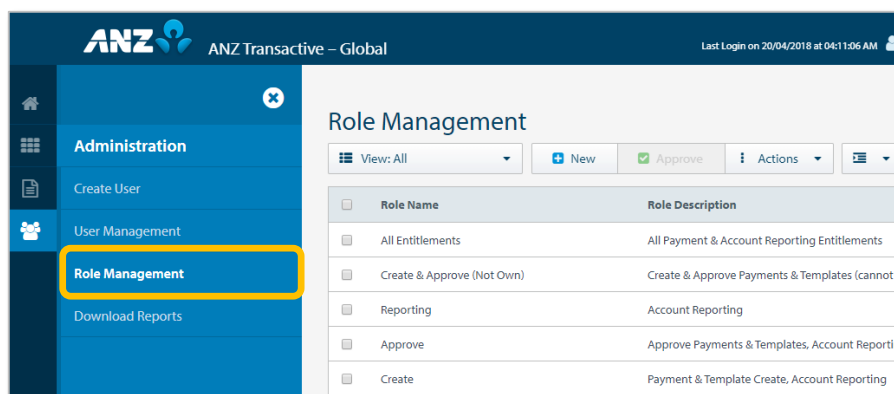 ANZ
ANZ Transactive – Global
Last Login on 20/04/2018 at 04:11:06 AM
Administration
Create User
User Management
Role Management
Download Reports
Role Management
View: All
New
Approve
Actions
Role Name Role Description
All Entitlements All Payment & Account Reporting Entitlements
Create & Approve (Not Own) Create & Approve Payments & Templates (cannot
Reporting Account Reporting
Approve Approve Payments & Templates, Account Reporti
Create Payment & Template Create, Account Reporting